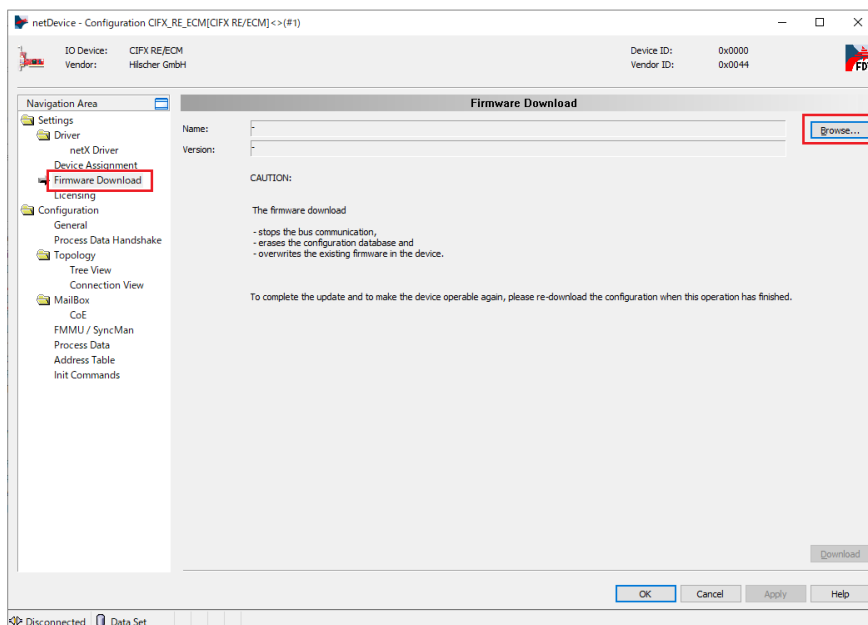 netDevice - Configuration CIFX_RE_ECM[CIFX RE/ECM]<>(#1)
IO Device: CIFX RE/ECM Device ID: 0x0000
Vendor: Hilscher GmbH Vendor ID: 0x0044
FD
Navigation Area
Firmware Download
Settings
Driver
netX Driver
Device Assignment
Firmware Download
Licensing
Configuration
General
Process Data Handshake
Topology
Tree View
Connection View
MailBox
CoE
FMMU / SyncMan
Process Data
Address Table
Init Commands
Name: -
Browse...
Version: -
CAUTION:
The firmware download
- stops the bus communication,
- erases the configuration database and
- overwrites the existing firmware in the device.
To complete the update and to make the device operable again, please re-download the configuration when this operation has finished.
Download
OK Cancel Apply Help
Disconnected Data Set